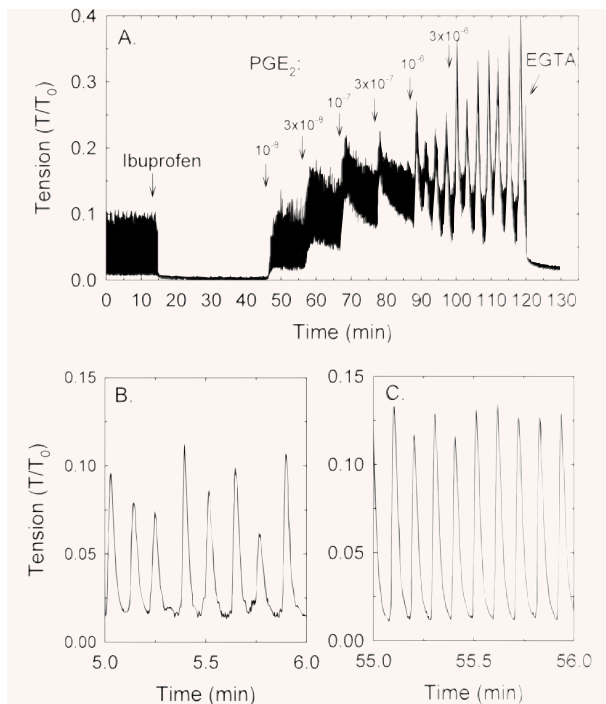 A.
0.4
0.3
0.2
0.1
0.0
Tension (T/T₀)
PGE₂:
Ibuprofen
10⁻⁸
3x10⁻⁸
10⁻⁷
3x10⁻⁷
10⁻⁶
3x10⁻⁶
EGTA
0 10 20 30 40 50 60 70 80 90 100 110 120 130
Time (min)
B.
0.15
0.10
0.05
0.00
Tension (T/T₀)
5.0 5.5 6.0
Time (min)
C.
0.15
0.10
0.05
0.00
55.0 55.5 56.0
Time (min)